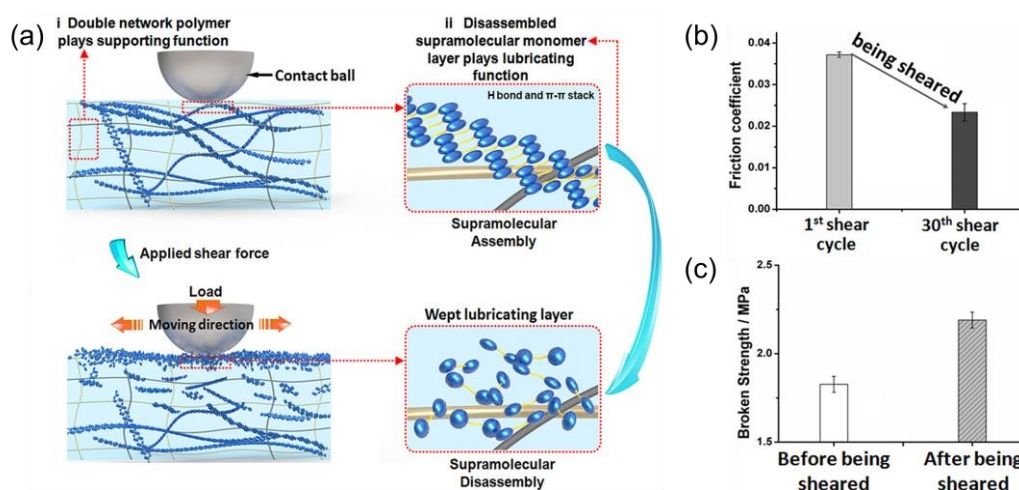 (a)
i Double network polymer
plays supporting function
Contact ball
ii Disassembled
supramolecular monomer
layer plays lubricating
function
H bond and π-π stack
Supramolecular
Assembly
Applied shear force
Load
Moving direction
Wept lubricating layer
Supramolecular
Disassembly
(b)
Friction coefficient
0.04
0.03
0.02
0.01
0.00
being sheared
1st shear
cycle
30th shear
cycle
(c)
Broken Strength / MPa
2.5
2.0
1.5
Before being
sheared
After being
sheared